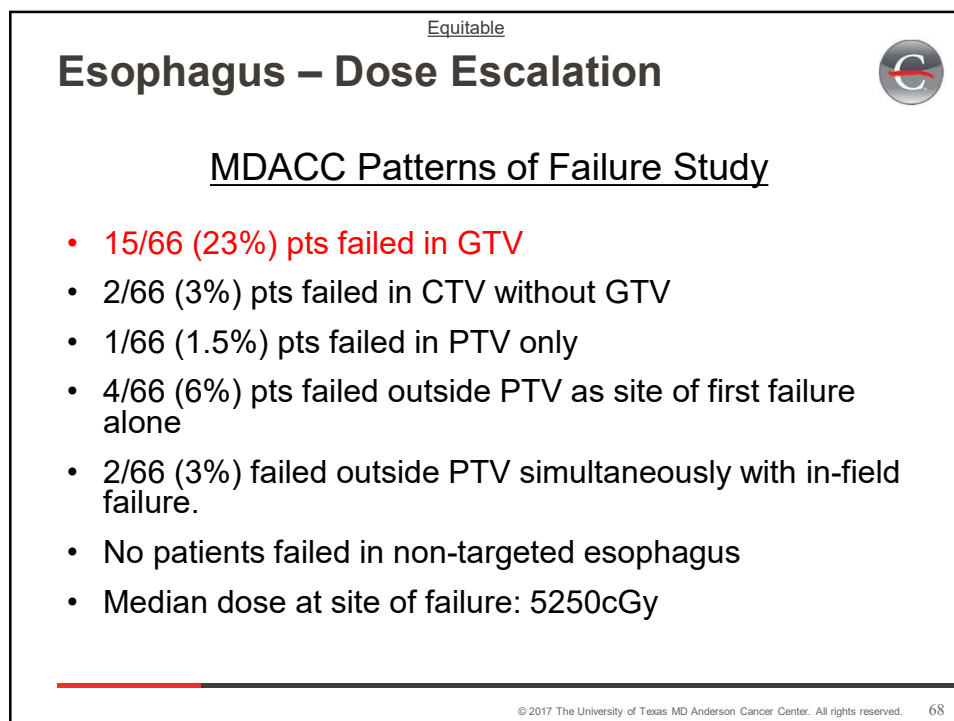 Equitable
Esophagus – Dose Escalation
C
MDACC Patterns of Failure Study
• 15/66 (23%) pts failed in GTV
• 2/66 (3%) pts failed in CTV without GTV
• 1/66 (1.5%) pts failed in PTV only
• 4/66 (6%) pts failed outside PTV as site of first failure
alone
• 2/66 (3%) failed outside PTV simultaneously with in-field
failure.
• No patients failed in non-targeted esophagus
• Median dose at site of failure: 5250cGy
© 2017 The University of Texas MD Anderson Cancer Center. All rights reserved. 68